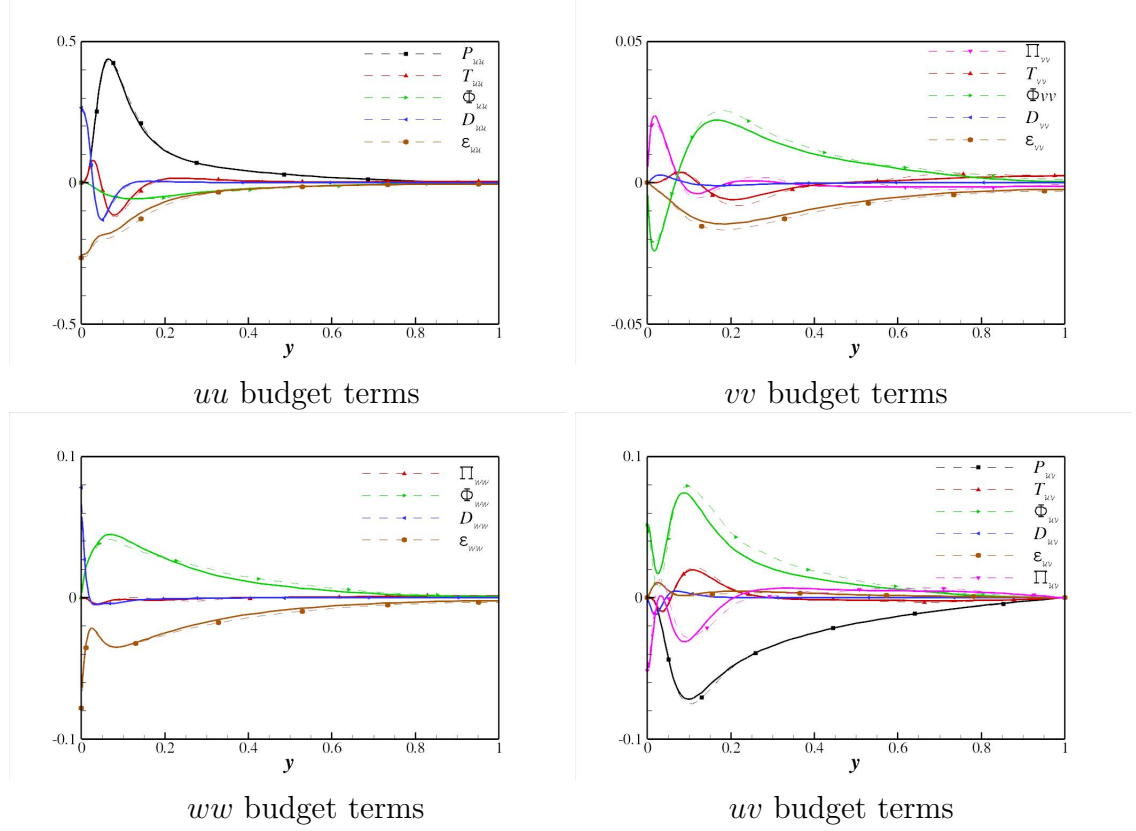 0.5
P_uu
T_uu
Φ_uu
D_uu
ε_uu
0
-0.5
0 0.2 0.4 0.6 0.8 1
y
uu budget terms
0.05
Π_vv
T_vv
Φvv
D_vv
ε_vv
0
-0.05
0 0.2 0.4 0.6 0.8 1
y
vv budget terms
0.1
Π_ww
Φ_ww
D_ww
ε_ww
0
-0.1
0 0.2 0.4 0.6 0.8 1
y
ww budget terms
0.1
P_uv
T_uv
Φ_uv
D_uv
ε_uv
Π_uv
0
-0.1
0 0.2 0.4 0.6 0.8 1
y
uv budget terms